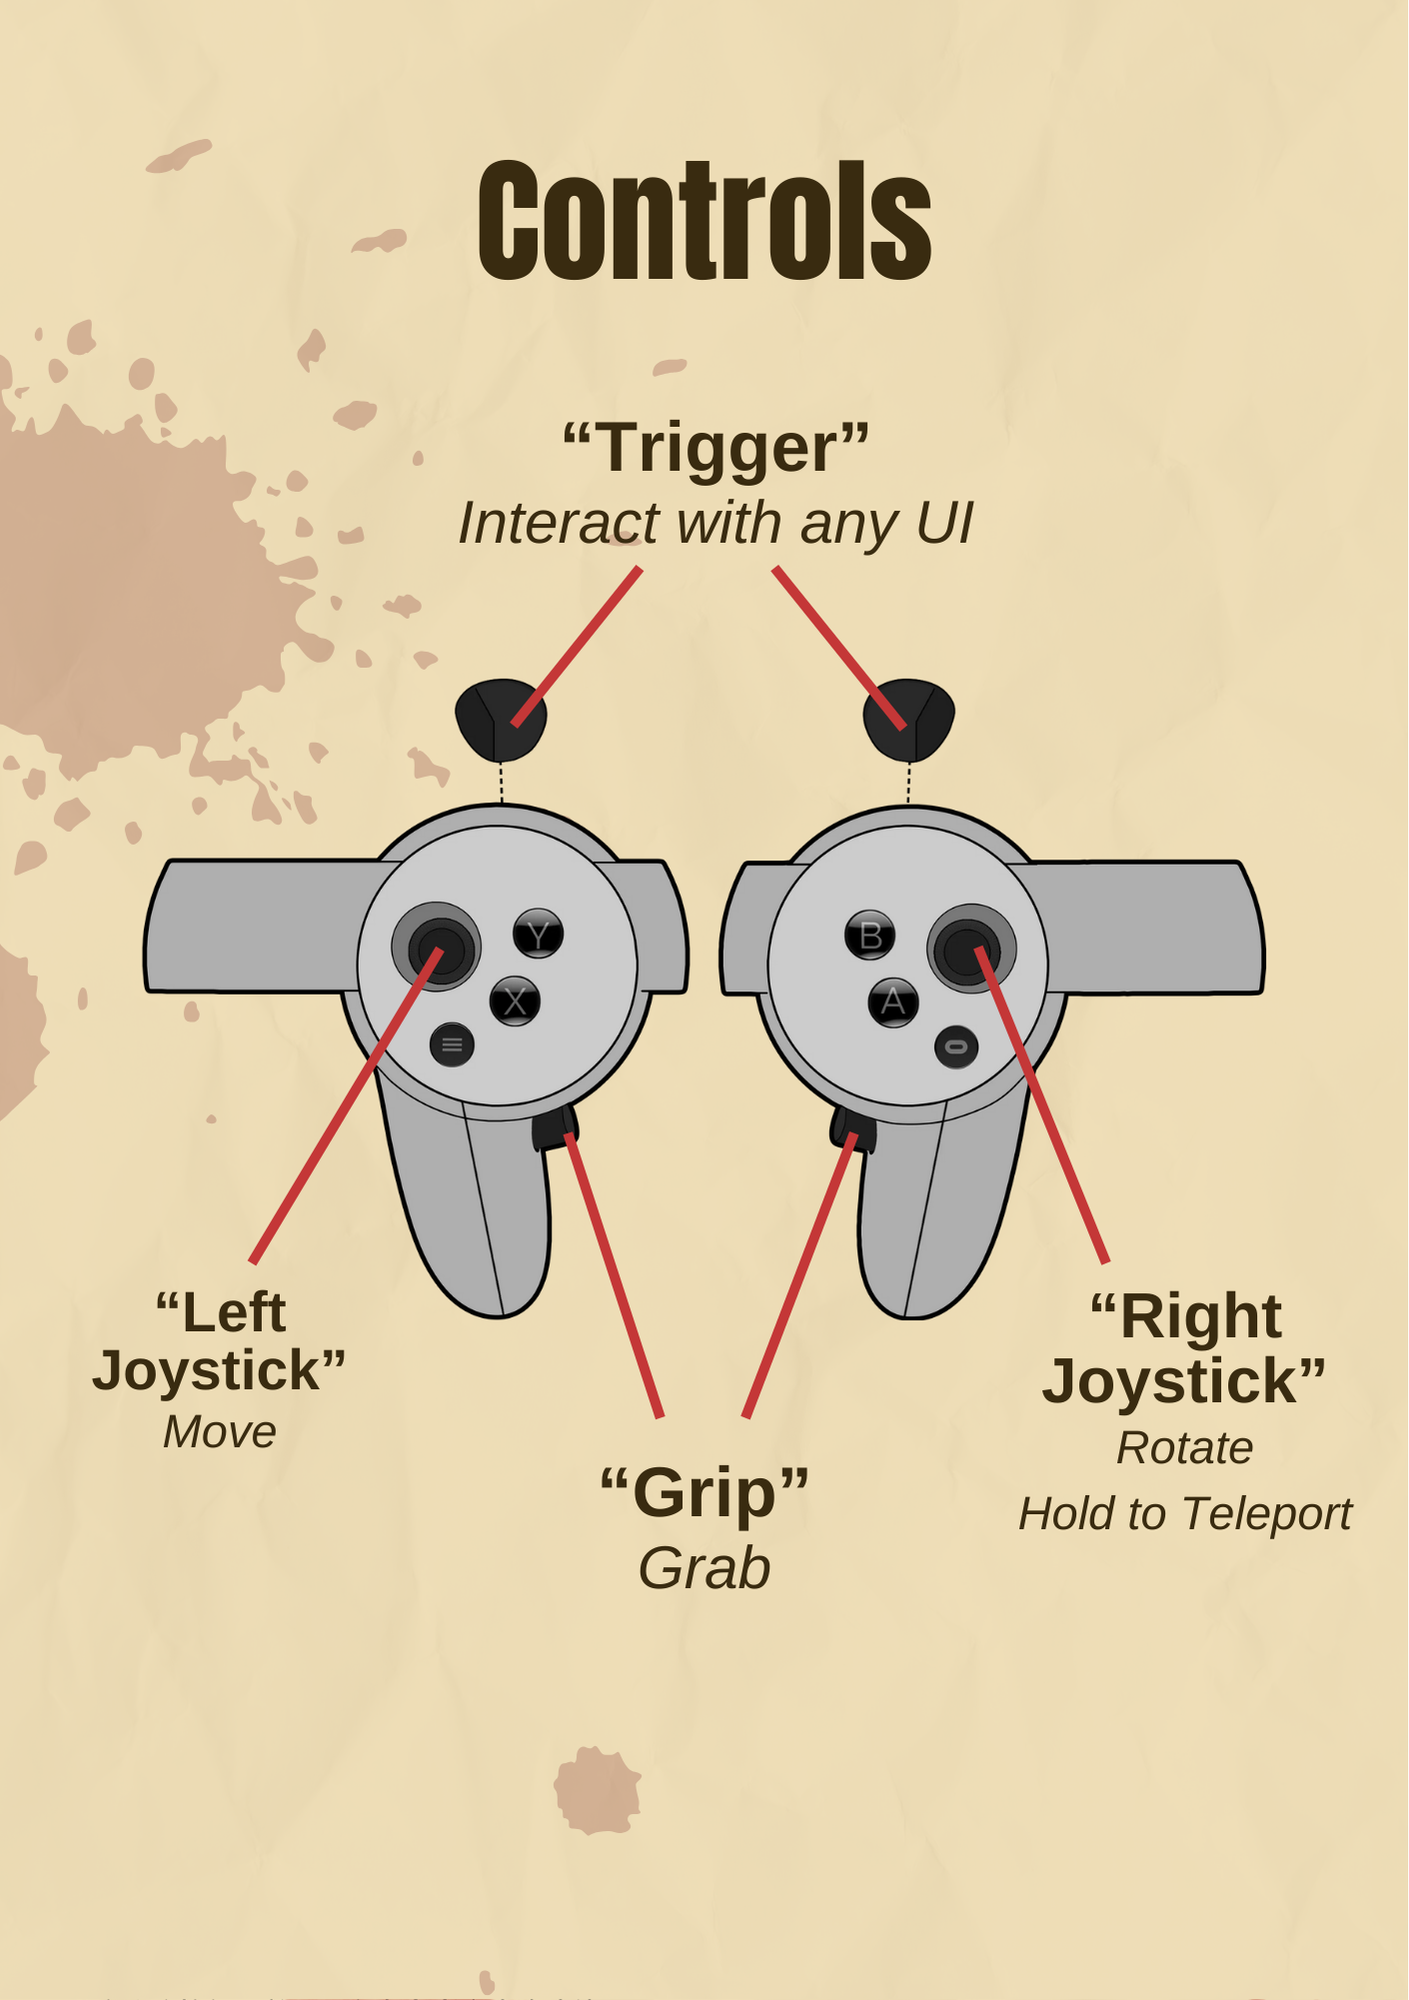 Controls
“Trigger”
Interact with any UI
Y
X
B
A
“Left
Joystick”
Move
“Right
Joystick”
Rotate
Hold to Teleport
“Grip”
Grab